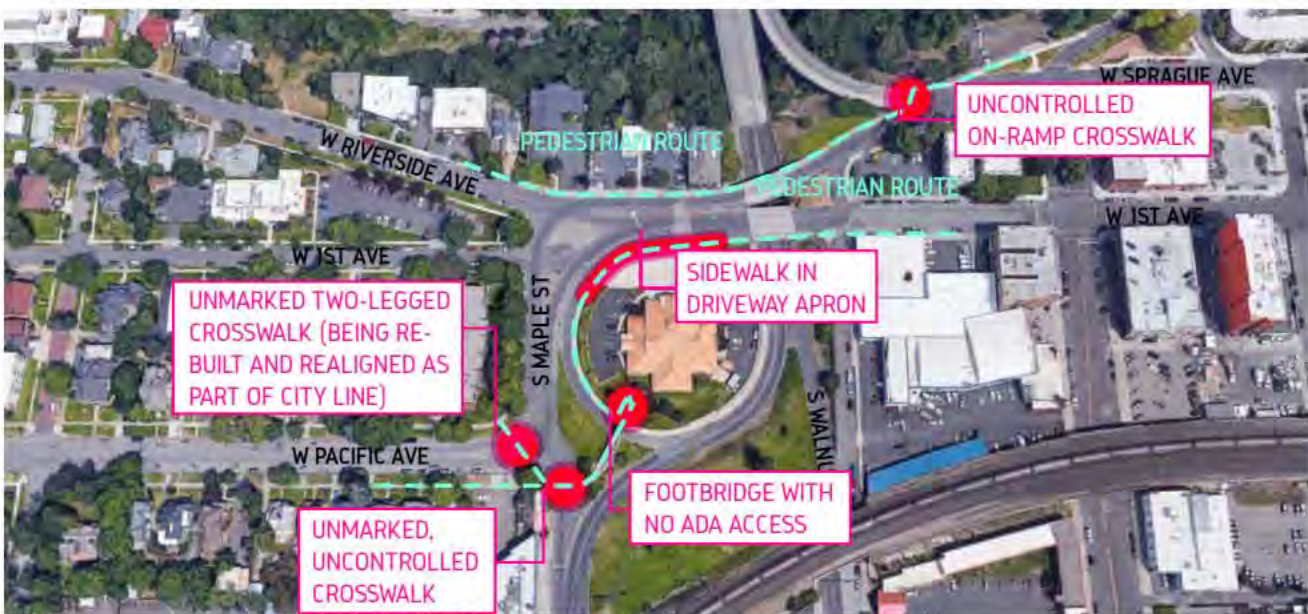 W SPRAGUE AVE
UNCONTROLLED
ON-RAMP CROSSWALK
PEDESTRIAN ROUTE
W RIVERSIDE AVE
PEDESTRIAN ROUTE
W 1ST AVE
W 1ST AVE
SIDEWALK IN
DRIVEWAY APRON
UNMARKED TWO-LEGGED
CROSSWALK (BEING RE-
BUILT AND REALIGNED AS
PART OF CITY LINE)
S MAPLE ST
S WALNU
W PACIFIC AVE
FOOTBRIDGE WITH
NO ADA ACCESS
UNMARKED,
UNCONTROLLED
CROSSWALK